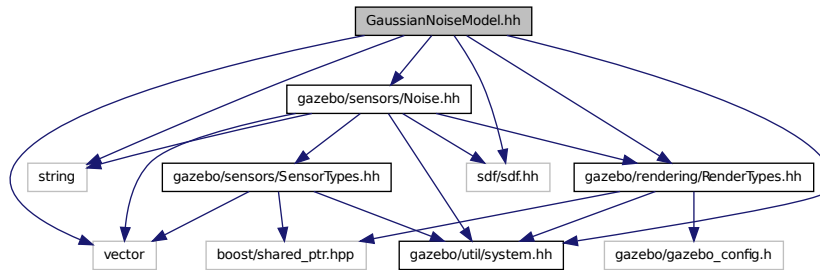 GaussianNoiseModel.hh
gazebo/sensors/Noise.hh
string
gazebo/sensors/SensorTypes.hh
sdf/sdf.hh
gazebo/rendering/RenderTypes.hh
vector
boost/shared_ptr.hpp
gazebo/util/system.hh
gazebo/gazebo_config.h